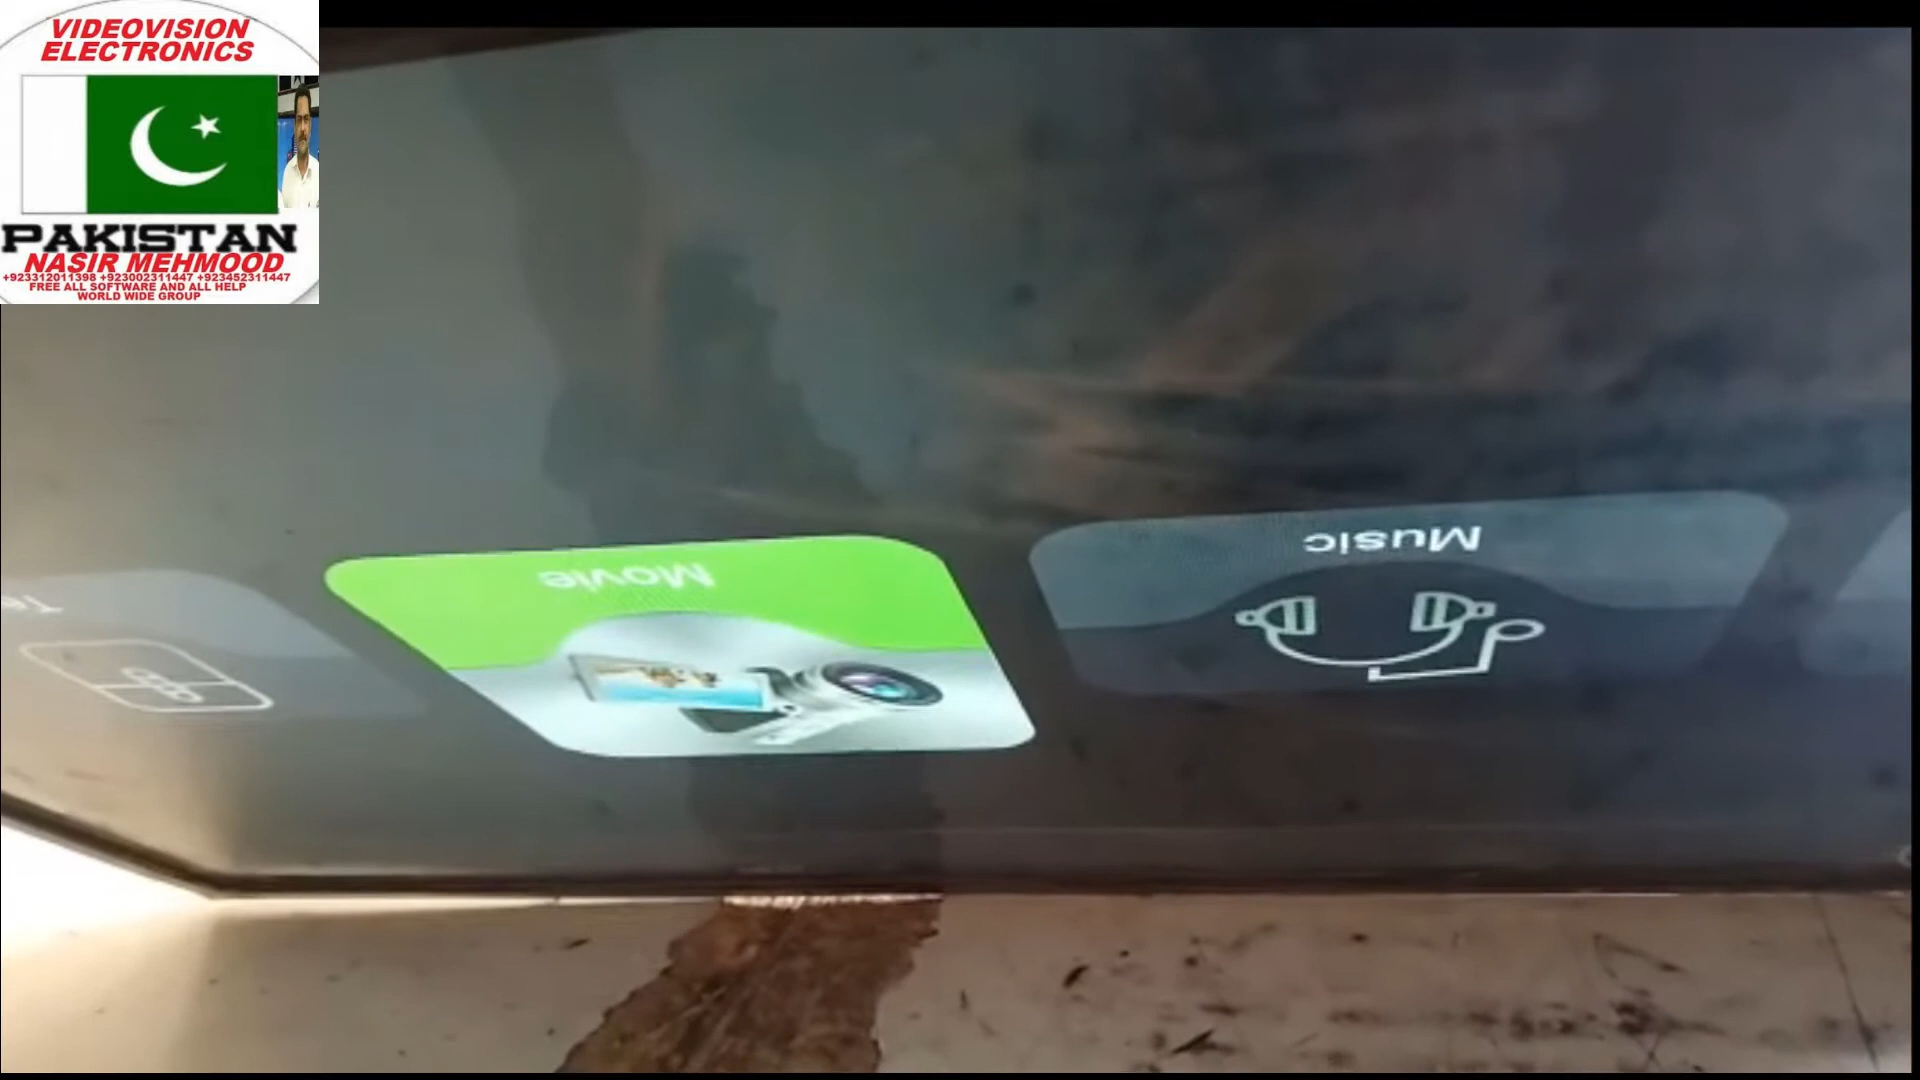 VIDEOVISION
ELECTRONICS
PAKISTAN
NASIR MEHMOOD
+923312011398 +923002311447 +923452311447
FREE ALL SOFTWARE AND ALL HELP
WORLD WIDE GROUP
Movie
Music